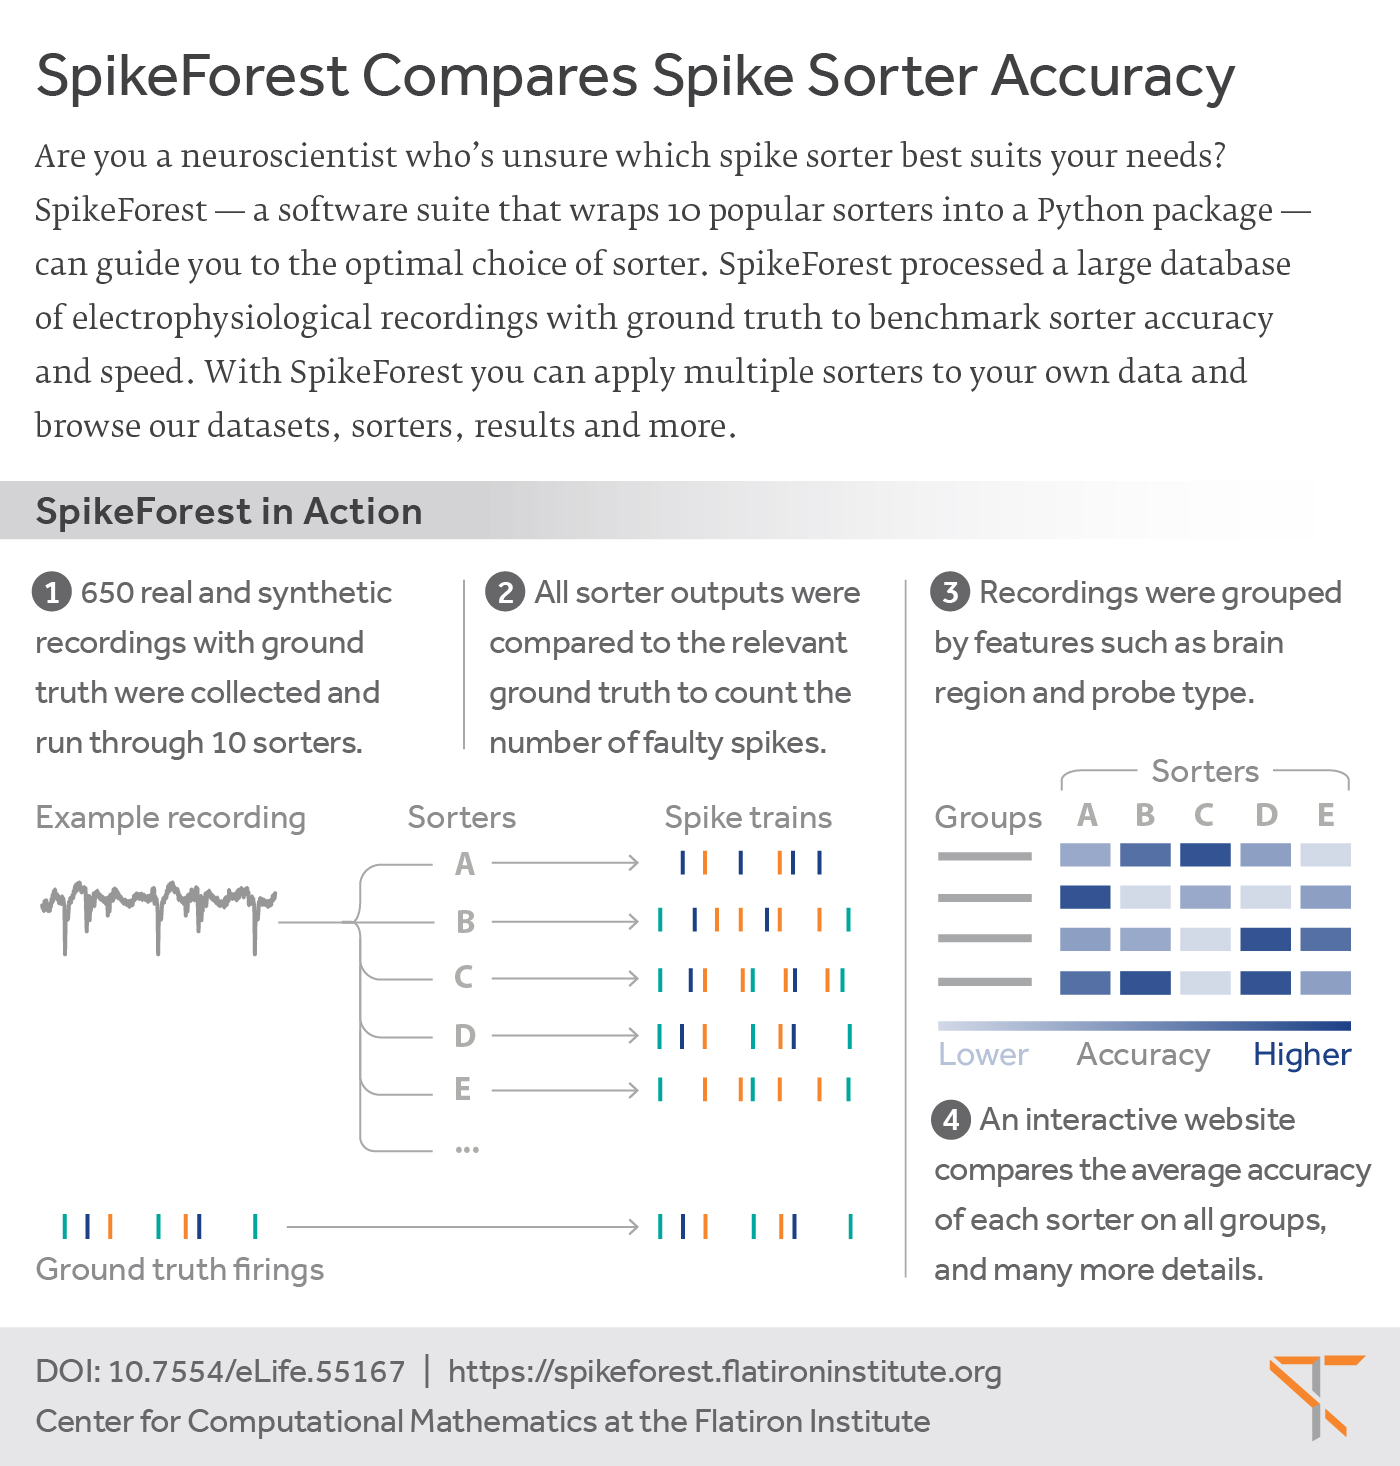 SpikeForest Compares Spike Sorter Accuracy
Are you a neuroscientist who’s unsure which spike sorter best suits your needs?
SpikeForest — a software suite that wraps 10 popular sorters into a Python package —
can guide you to the optimal choice of sorter. SpikeForest processed a large database
of electrophysiological recordings with ground truth to benchmark sorter accuracy
and speed. With SpikeForest you can apply multiple sorters to your own data and
browse our datasets, sorters, results and more.
SpikeForest in Action
1 650 real and synthetic
recordings with ground
truth were collected and
run through 10 sorters.
2 All sorter outputs were
compared to the relevant
ground truth to count the
number of faulty spikes.
Example recording
Sorters
Spike trains
A
B
C
D
E
...
Ground truth firings
3 Recordings were grouped
by features such as brain
region and probe type.
Sorters
Groups A B C D E
Lower Accuracy Higher
4 An interactive website
compares the average accuracy
of each sorter on all groups,
and many more details.
DOI: 10.7554/eLife.55167 | https://spikeforest.flatironinstitute.org
Center for Computational Mathematics at the Flatiron Institute